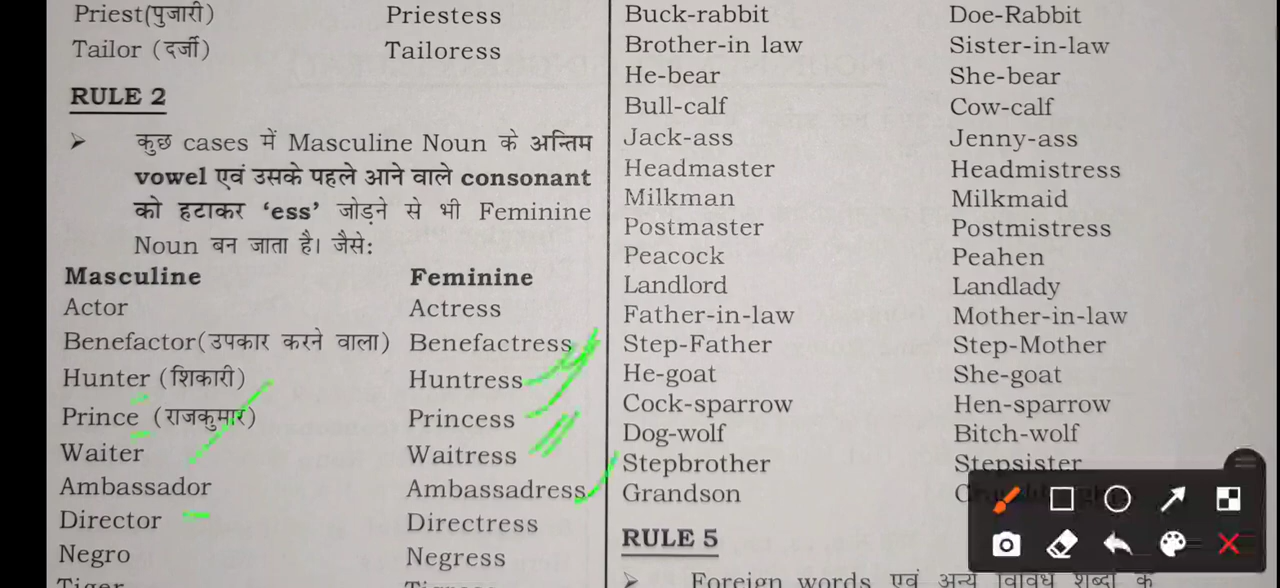 Priest(पुजारी) Priestess
Tailor (दर्जी) Tailoress
RULE 2
➤ कुछ cases में Masculine Noun के अन्तिम
vowel एवं उसके पहले आने वाले consonant
को हटाकर ‘ess’ जोड़ने से भी Feminine
Noun बन जाता है। जैसे:
Masculine Feminine
Actor Actress
Benefactor(उपकार करने वाला) Benefactress
Hunter (शिकारी) Huntress
Prince (राजकुमार) Princess
Waiter Waitress
Ambassador Ambassadress
Director Directress
Negro Negress
Tiger Tigress
Buck-rabbit Doe-Rabbit
Brother-in law Sister-in-law
He-bear She-bear
Bull-calf Cow-calf
Jack-ass Jenny-ass
Headmaster Headmistress
Milkman Milkmaid
Postmaster Postmistress
Peacock Peahen
Landlord Landlady
Father-in-law Mother-in-law
Step-Father Step-Mother
He-goat She-goat
Cock-sparrow Hen-sparrow
Dog-wolf Bitch-wolf
Stepbrother Stepsister
Grandson
RULE 5
➤ Foreign words एवं अन्य विविध शब्दों के